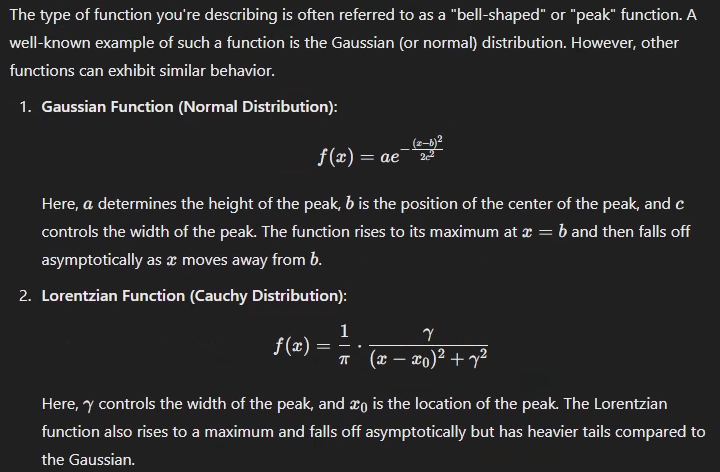 The type of function you're describing is often referred to as a "bell-shaped" or "peak" function. A
well-known example of such a function is the Gaussian (or normal) distribution. However, other
functions can exhibit similar behavior.
1. Gaussian Function (Normal Distribution):
f(x) = ae^{-\frac{(x-b)^2}{2c^2}}
Here, a determines the height of the peak, b is the position of the center of the peak, and c
controls the width of the peak. The function rises to its maximum at x = b and then falls off
asymptotically as x moves away from b.
2. Lorentzian Function (Cauchy Distribution):
f(x) = \frac{1}{π} · \frac{γ}{(x − x_0)^2 + γ^2}
Here, γ controls the width of the peak, and x_0 is the location of the peak. The Lorentzian
function also rises to a maximum and falls off asymptotically but has heavier tails compared to
the Gaussian.